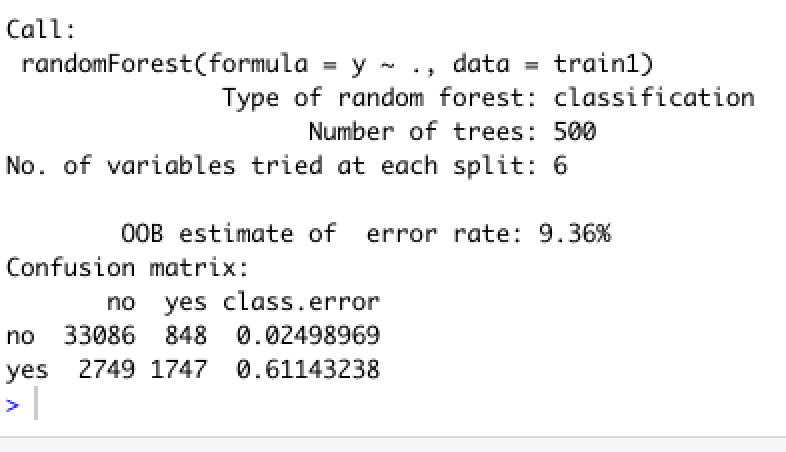 Call:
 randomForest(formula = y ~ ., data = train1)
               Type of random forest: classification
                     Number of trees: 500
No. of variables tried at each split: 6

        OOB estimate of  error rate: 9.36%
Confusion matrix:
       no  yes class.error
no  33086  848  0.02498969
yes  2749 1747  0.61143238
>